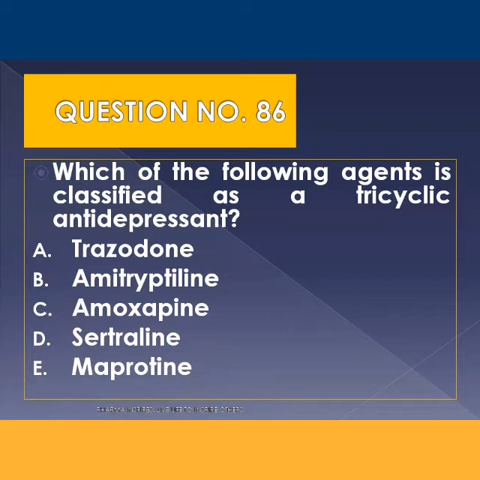 QUESTION NO. 86
Which of the following agents is
classified as a tricyclic
antidepressant?
A. Trazodone
B. Amitryptiline
C. Amoxapine
D. Sertraline
E. Maprotine